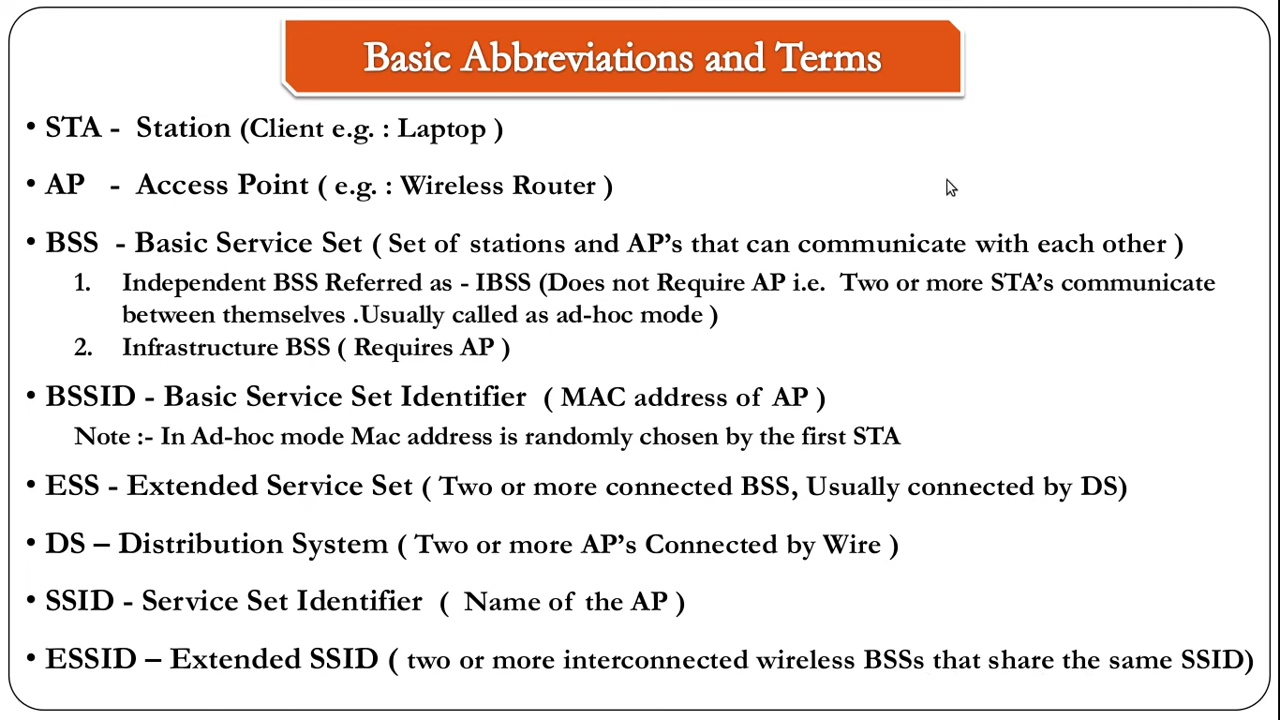 Basic Abbreviations and Terms
• STA - Station (Client e.g. : Laptop )
• AP - Access Point ( e.g. : Wireless Router )
• BSS - Basic Service Set ( Set of stations and AP's that can communicate with each other )
1. Independent BSS Referred as - IBSS (Does not Require AP i.e. Two or more STA's communicate
between themselves .Usually called as ad-hoc mode )
2. Infrastructure BSS ( Requires AP )
• BSSID - Basic Service Set Identifier ( MAC address of AP )
Note :- In Ad-hoc mode Mac address is randomly chosen by the first STA
• ESS - Extended Service Set ( Two or more connected BSS, Usually connected by DS)
• DS – Distribution System ( Two or more AP's Connected by Wire )
• SSID - Service Set Identifier ( Name of the AP )
• ESSID – Extended SSID ( two or more interconnected wireless BSSs that share the same SSID)